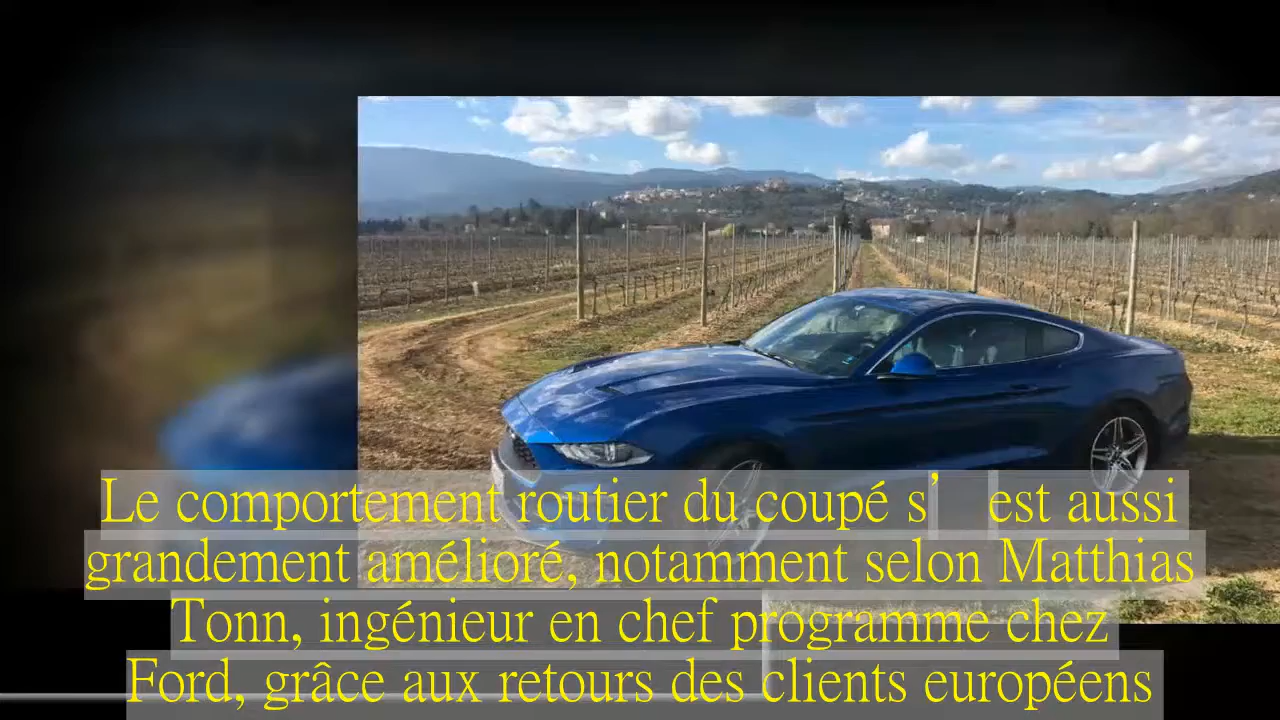 Le comportement routier du coupé s’est aussi
grandement amélioré, notamment selon Matthias
Tonn, ingénieur en chef programme chez
Ford, grâce aux retours des clients européens